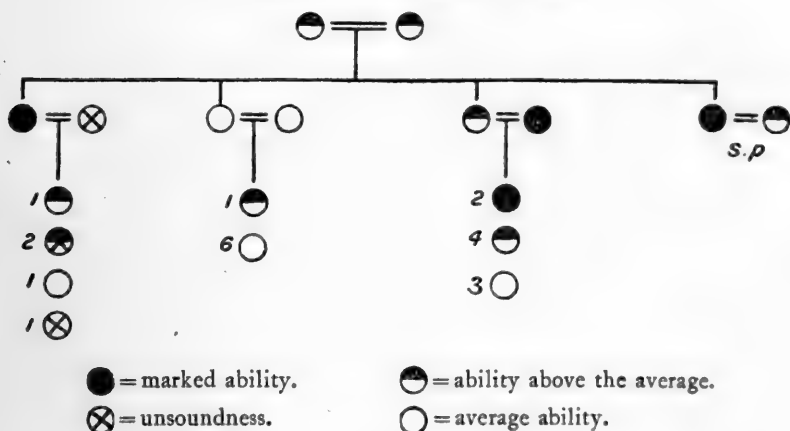 s.p
1 1 2
2 6 4
1 3
1
= marked ability. = ability above the average.
= unsoundness. = average ability.